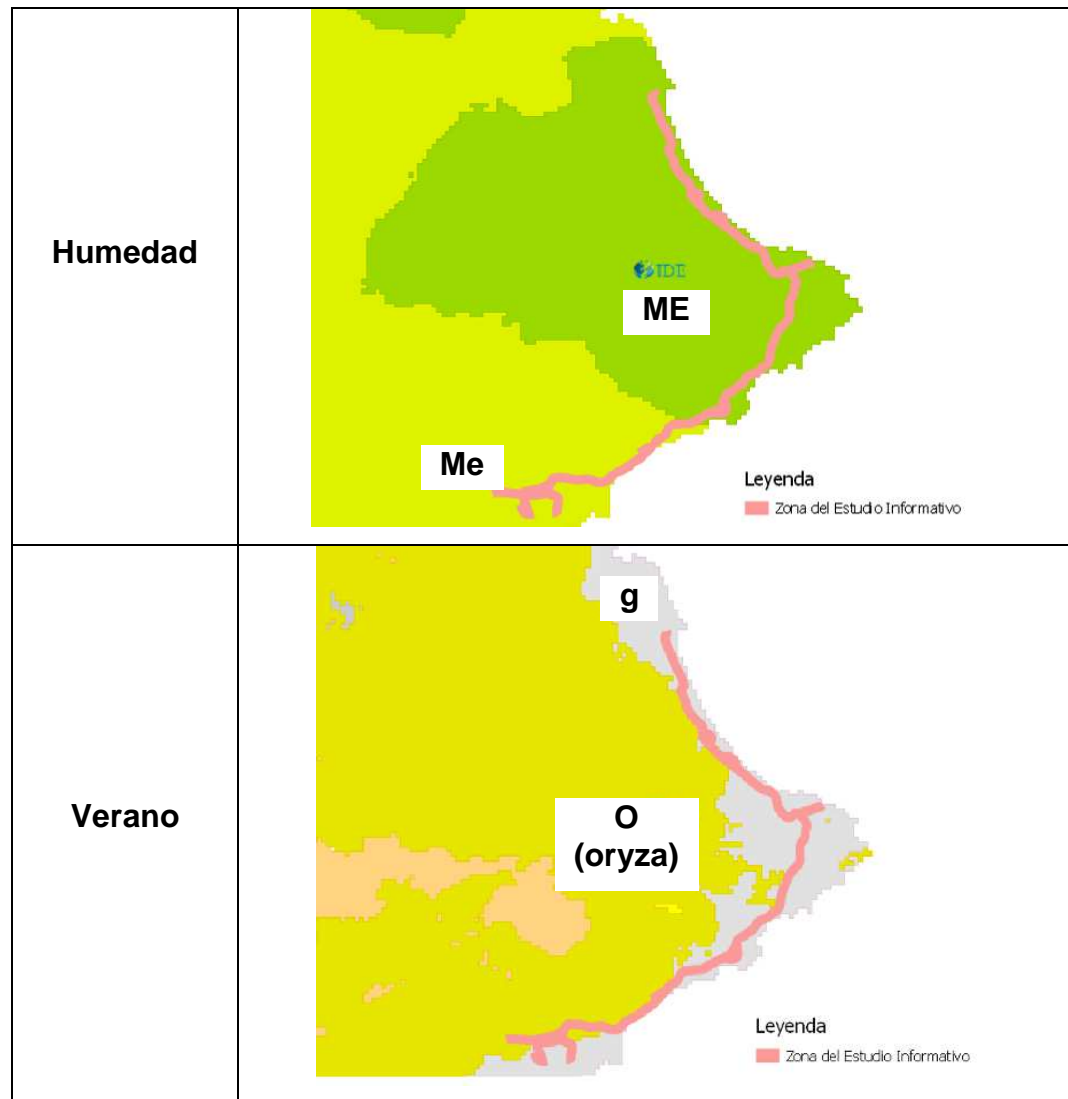 Humedad
IDE
ME
Me
Leyenda
Zona del Estudio Informativo
Verano
g
O
(oryza)
Leyenda
Zona del Estudio Informativo